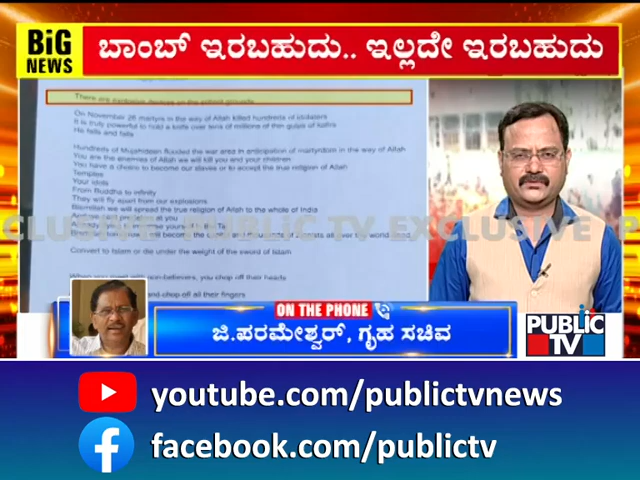 BiG
NEWS
ಬಾಂಬ್ ಇರಬಹುದು.. ಇಲ್ಲದೇ ಇರಬಹುದು
There are explosive devices on the school grounds
On November 26 martyrs in the way of Allah killed hundreds of idolaters
It is truly powerful to hold a knife over tens of millions of thin gulps of kafirs
Hundreds of Mujahideen flooded the war area in anticipation of martyrdom in the way of Allah
You are the enemies of Allah we will kill you and your children
You have a choice to become our slaves or to accept the true religion of Allah
Temples
Your idols
From Buddha to infinity
They will fly apart from our explosions
Bismillah we will spread the true religion of Allah to the whole of India
EXCLUSIVE PUBLIC TV EXCLUSIVE
Convert to Islam or die under the weight of the sword of Islam
When you meet non-believers, you chop off their heads
and chop off all their fingers
ON THE PHONE
ಜಿ.ಪರಮೇಶ್ವರ್, ಗೃಹ ಸಚಿವ
PUBLiC
TV
youtube.com/publictvnews
facebook.com/publictv